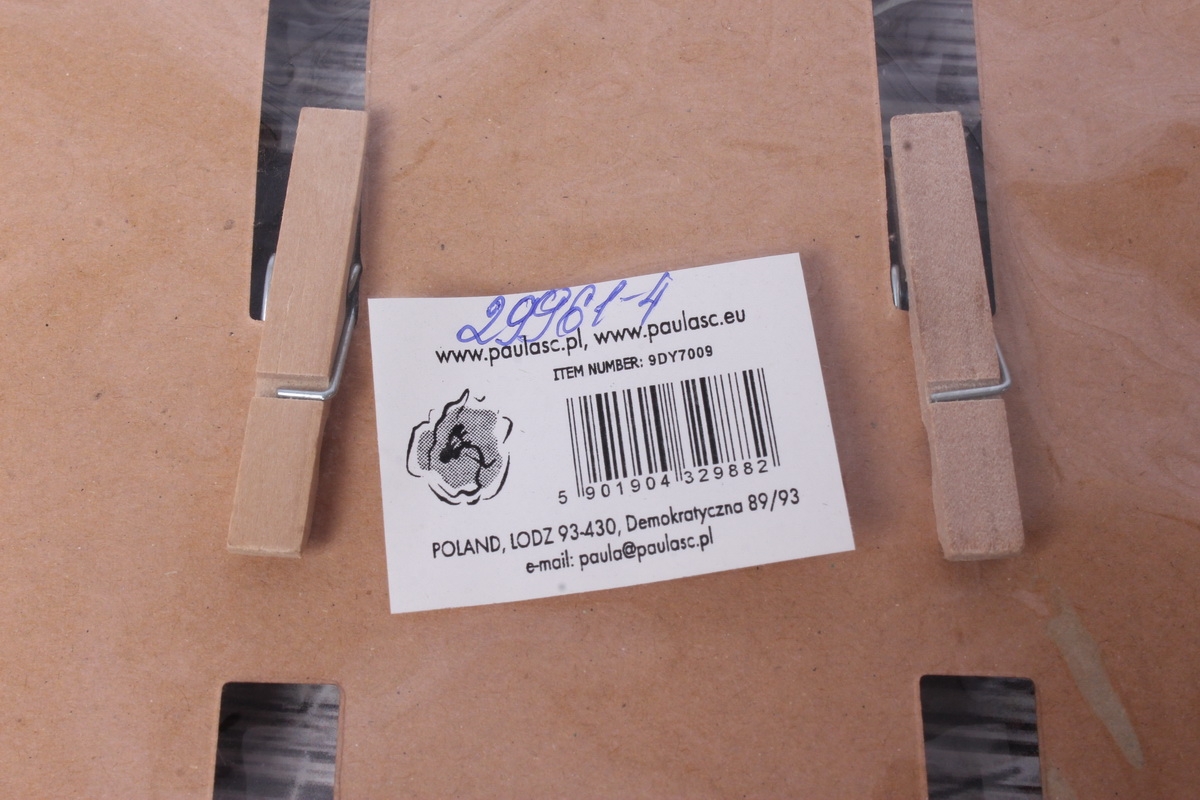 29961-4
www.paulasc.pl, www.paulasc.eu
ITEM NUMBER: 9DY7009
5 901904 329882
POLAND, LODZ 93-430, Demokratyczna 89/93
e-mail: paula@paulasc.pl